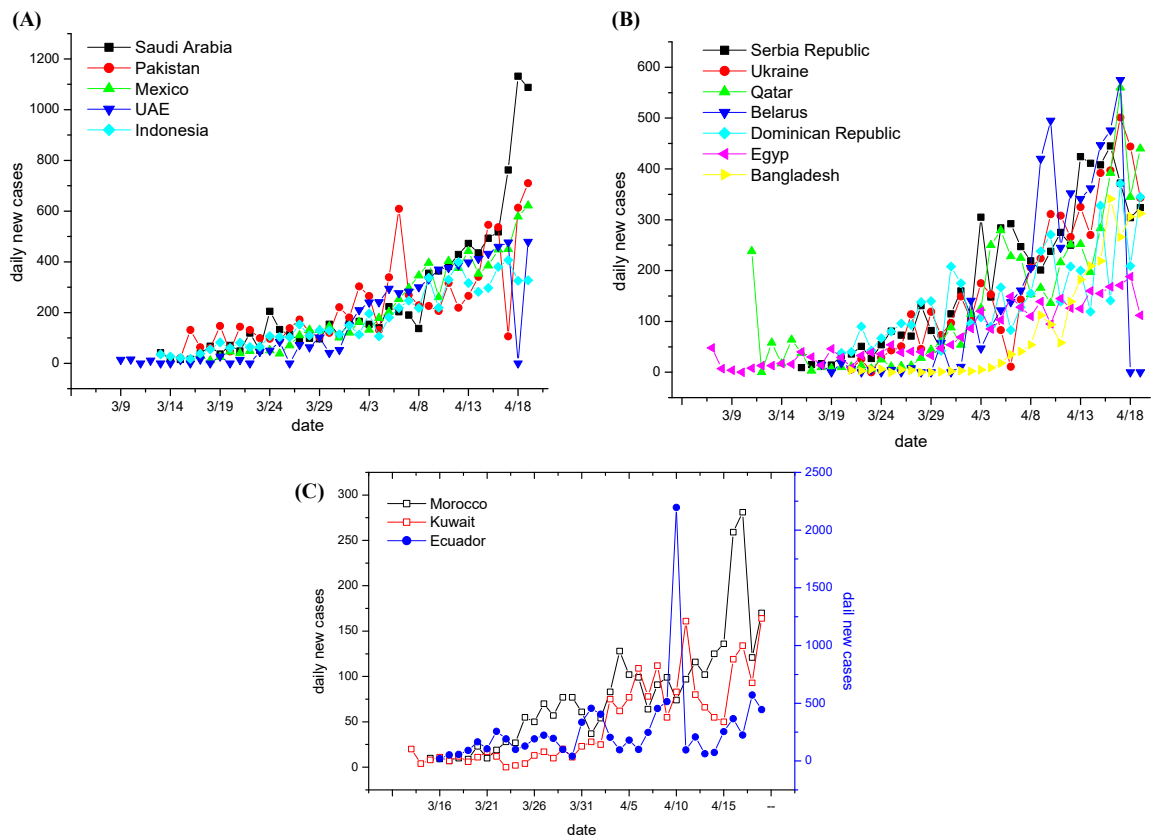 (A)
Saudi Arabia
Pakistan
Mexico
UAE
Indonesia
1200
1000
800
600
400
200
0
daily new cases
3/9 3/14 3/19 3/24 3/29 4/3 4/8 4/13 4/18
date
(B)
Serbia Republic
Ukraine
Qatar
Belarus
Dominican Republic
Egyp
Bangladesh
600
500
400
300
200
100
0
daily new cases
3/9 3/14 3/19 3/24 3/29 4/3 4/8 4/13 4/18
date
(C)
Morocco
Kuwait
Ecuador
300
250
200
150
100
50
0
daily new cases
2500
2000
1500
1000
500
0
dail new cases
3/16 3/21 3/26 3/31 4/5 4/10 4/15 --
date